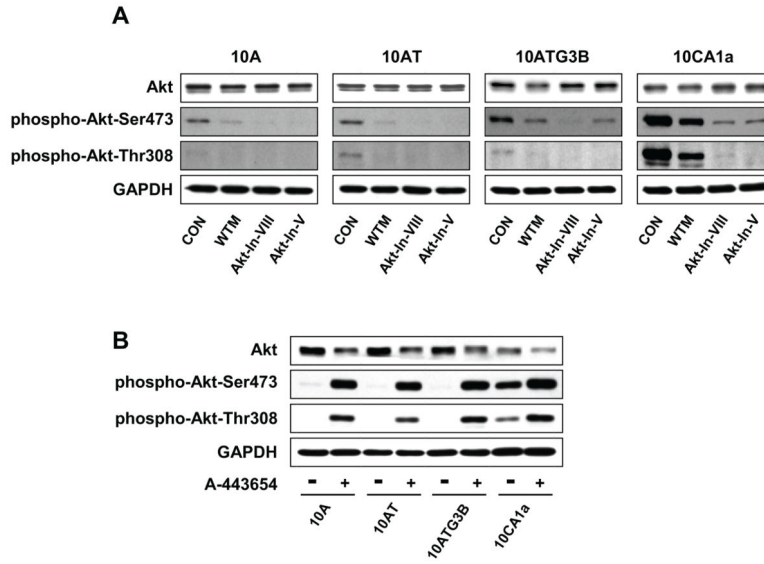 A
10A 10AT 10ATG3B 10CA1a
Akt
phospho-Akt-Ser473
phospho-Akt-Thr308
GAPDH
CON WTM Akt-In-VIII Akt-In-V CON WTM Akt-In-VIII Akt-In-V CON WTM Akt-In-VIII Akt-In-V CON WTM Akt-In-VIII Akt-In-V
B
Akt
phospho-Akt-Ser473
phospho-Akt-Thr308
GAPDH
A-443654 - + - + - + - +
10A 10AT 10ATG3B 10CA1a